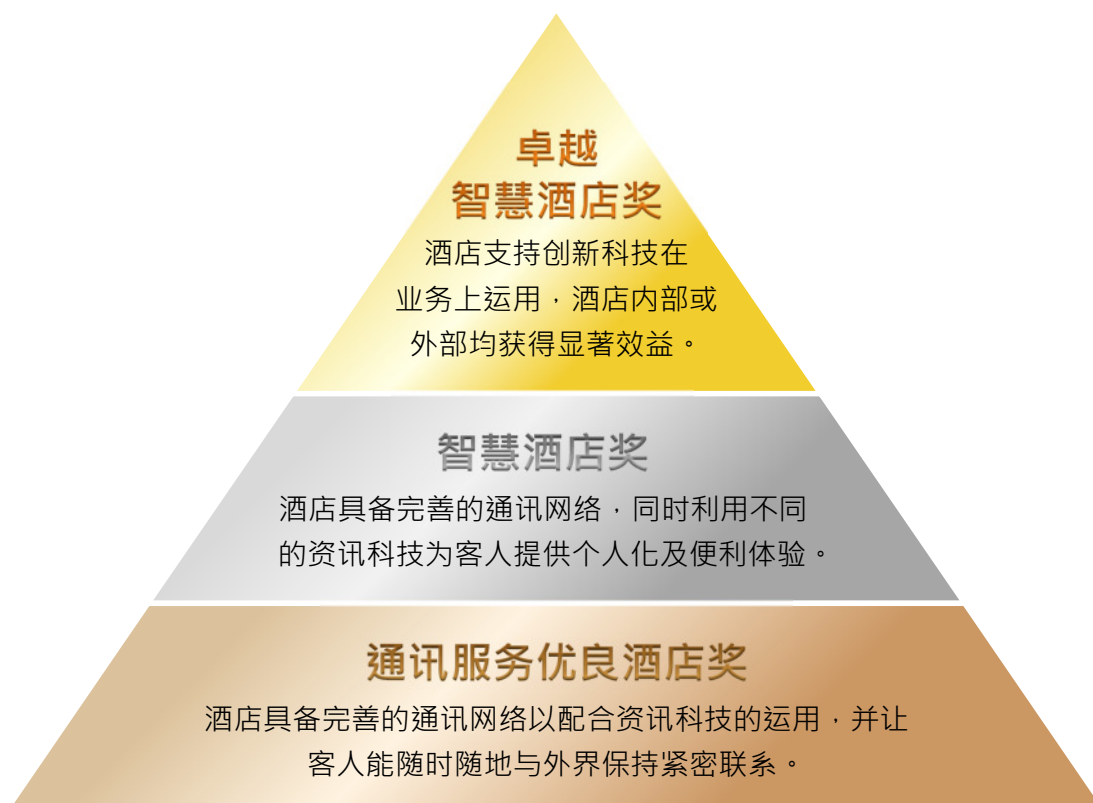 卓越
智慧酒店奖
酒店支持创新科技在
业务上运用，酒店内部或
外部均获得显著效益。
智慧酒店奖
酒店具备完善的通讯网络，同时利用不同
的资讯科技为客人提供个人化及便利体验。
通讯服务优良酒店奖
酒店具备完善的通讯网络以配合资讯科技的运用，并让
客人能随时随地与外界保持紧密联系。